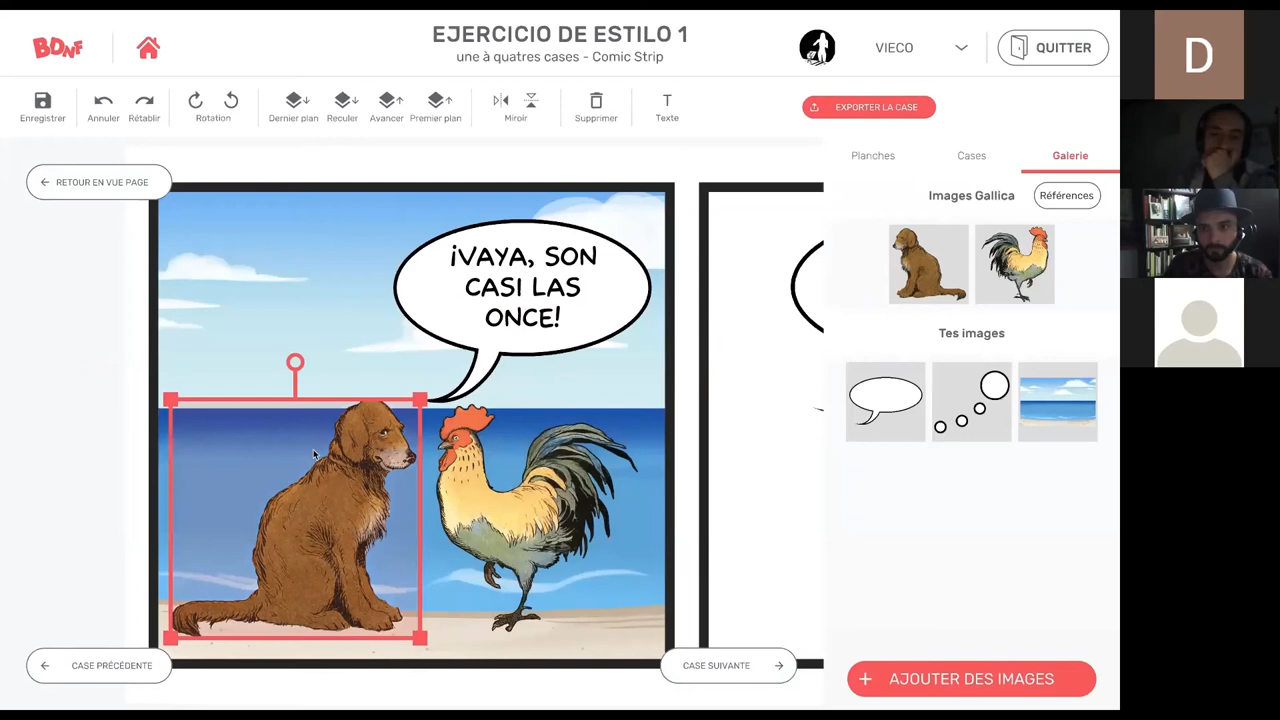 BDnF
EJERCICIO DE ESTILO 1
une à quatres cases - Comic Strip
VIECO
QUITTER
Enregistrer
Annuler
Rétablir
Rotation
Dernier plan
Reculer
Avancer
Premier plan
Miroir
Supprimer
T
Texte
EXPORTER LA CASE
Planches
Cases
Galerie
RETOUR EN VUE PAGE
Images Gallica
Références
¡VAYA, SON
CASI LAS
ONCE!
Tes images
CASE PRÉCÉDENTE
CASE SUIVANTE
AJOUTER DES IMAGES
D